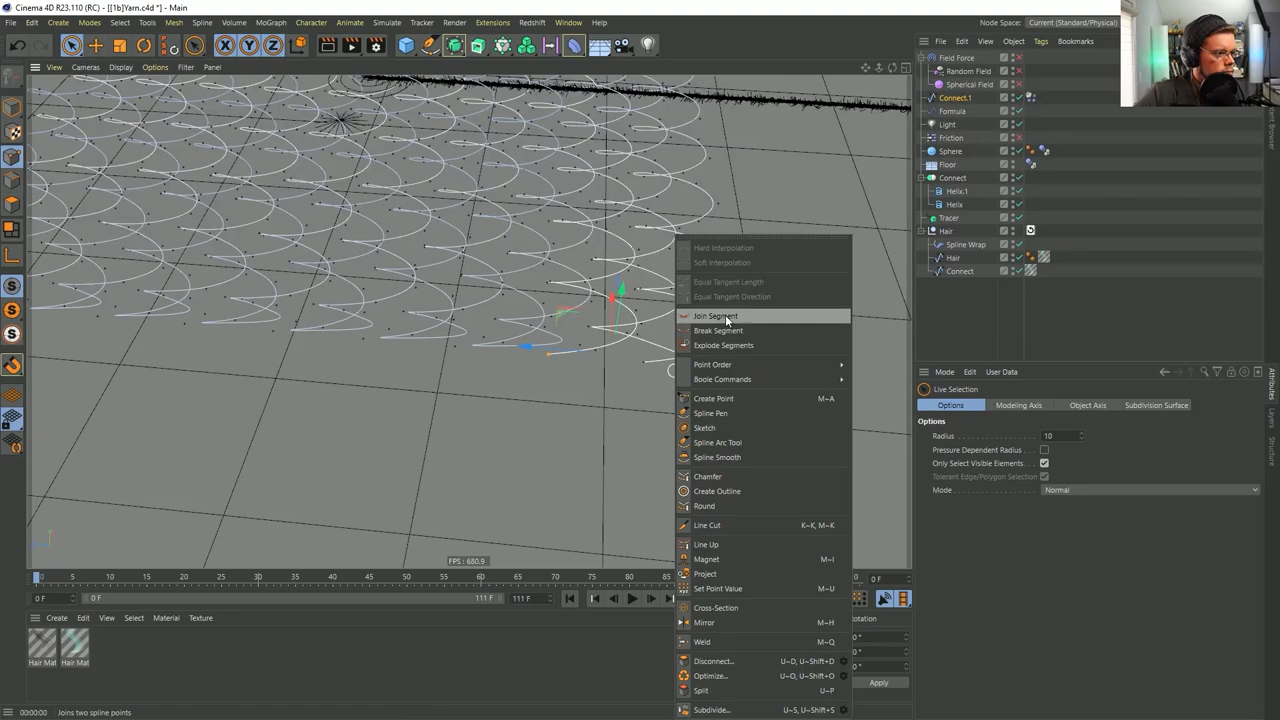 Cinema 4D R23.110 (RC) - [[1b]Yarn.c4d *] - Main
File Edit Create Modes Select Tools Mesh Spline Volume MoGraph Character Animate Simulate Tracker Render Extensions Redshift Window Help
Node Space: Current (Standard/Physical)
View Cameras Display Options Filter Panel
File Edit View Object Tags Bookmarks
Field Force
Random Field
Spherical Field
Connect.1
Formula
Light
Friction
Sphere
Floor
Connect
Helix.1
Helix
Tracer
Hair
Spline Wrap
Hair
Connect
Hard Interpolation
Soft Interpolation
Equal Tangent Length
Equal Tangent Direction
Join Segment
Break Segment
Explode Segments
Point Order
Boole Commands
Create Point M~A
Spline Pen
Sketch
Spline Arc Tool
Spline Smooth
Chamfer
Create Outline
Round
Line Cut K~K, M~K
Line Up
Magnet M~I
Project
Set Point Value M~U
Cross-Section
Mirror M~H
Weld M~Q
Disconnect... U~D, U~Shift+D
Optimize... U~O, U~Shift+O
Split U~P
Subdivide... U~S, U~Shift+S
Mode Edit User Data
Live Selection
Options Modeling Axis Object Axis Subdivision Surface
Options
Radius 10
Pressure Dependent Radius
Only Select Visible Elements
Tolerant Edge/Polygon Selection
Mode Normal
Attributes
Layers
Structure
FPS : 680.9
0 5 10 15 20 25 30 35 40 45 50 55 60 65 70 75 80 85 90 0 F
0 F 0 F 111 F 111 F
Create Edit View Select Material Texture
Hair Mat Hair Mat
Apply
00:00:00 Joins two spline points